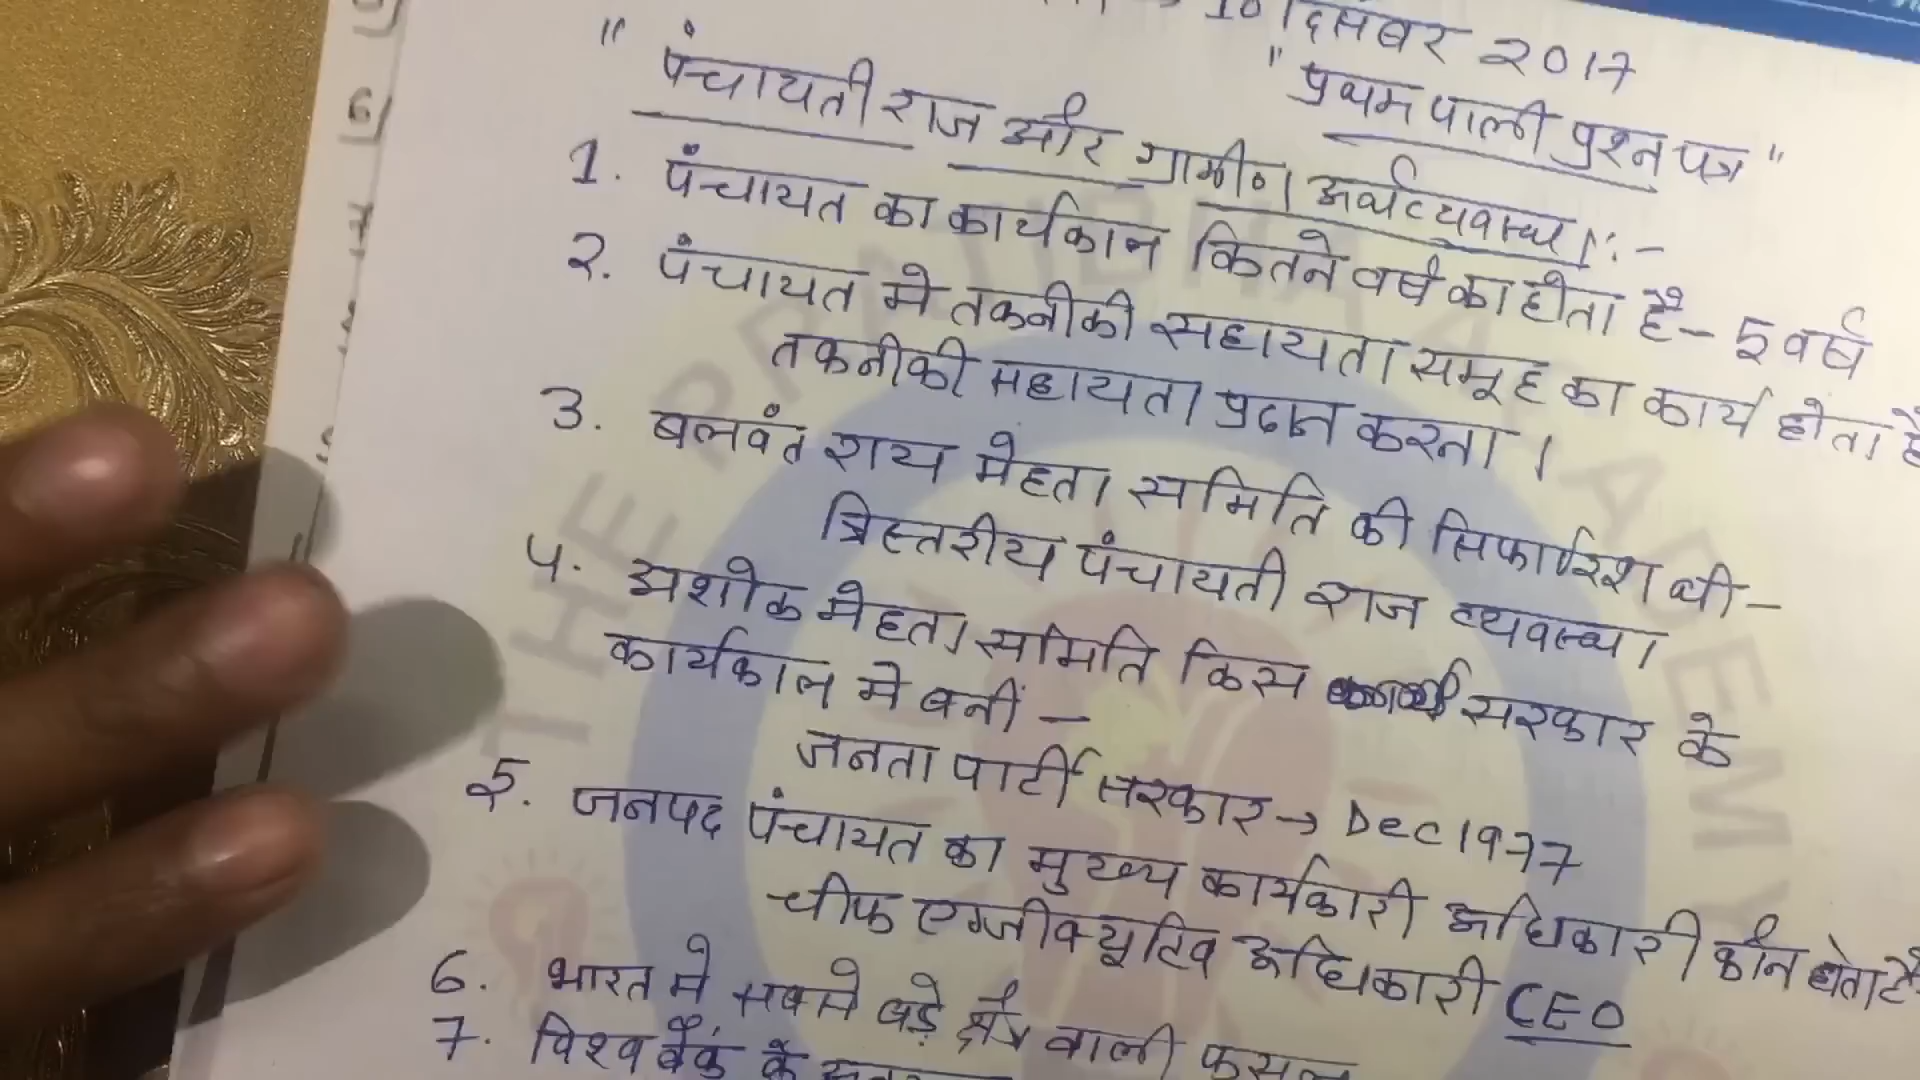 10 दिसंबर 2017
" प्रथम पाली प्रश्न पत्र "
" पंचायती राज और ग्रामीण अर्थव्यवस्था :-
1. पंचायत का कार्यकाल कितने वर्ष का होता है - 5 वर्ष
2. पंचायत मे तकनीकी सहायता समूह का कार्य होता है
तकनीकी सहायता प्रदान करना ।
3. बलवंत राय मेहता समिति की सिफारिश थी -
त्रिस्तरीय पंचायती राज व्यवस्था
4. अशोक मेहता समिति किस सरकार के
कार्यकाल मे बनीं -
जनता पार्टी सरकार → Dec 1977
5. जनपद पंचायत का मुख्य कार्यकारी अधिकारी कौन होता है
चीफ एग्जीक्यूटिव अधिकारी CEO
6. भारत मे सबसे बड़े क्षेत्र वाली फसल
7. विश्व बैंक के
THE PRATIBHA ACADEMY